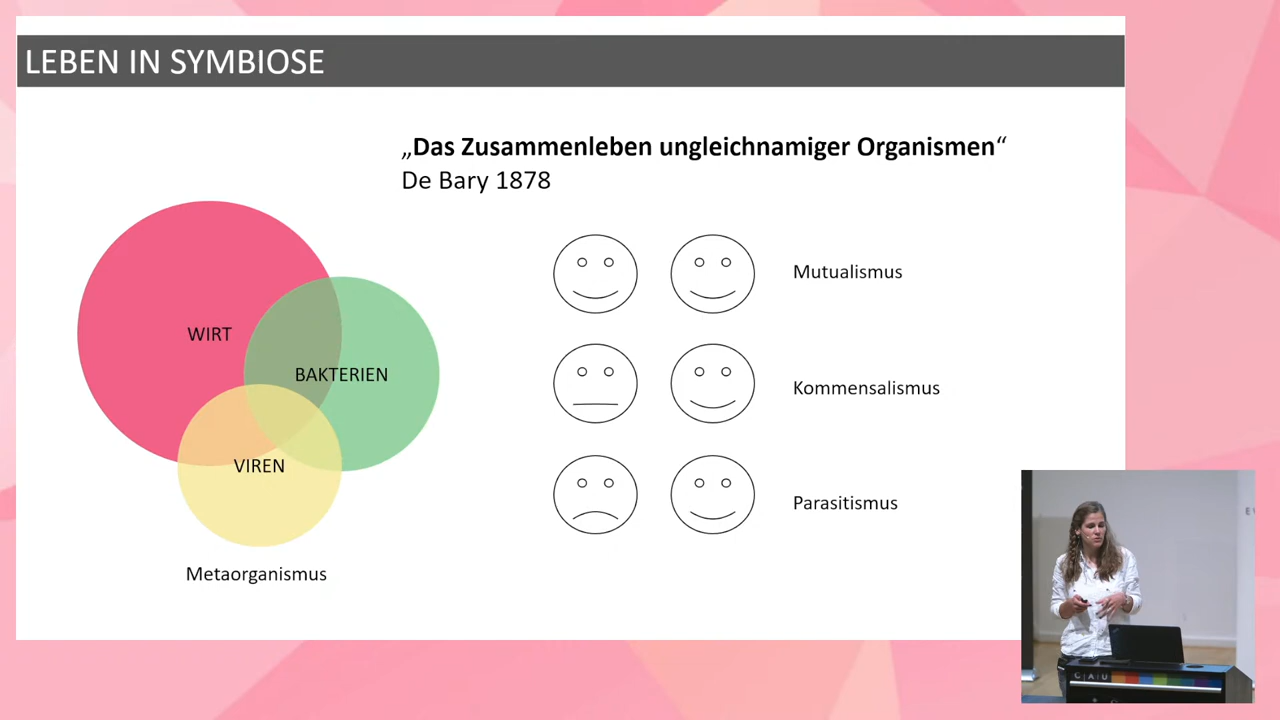 LEBEN IN SYMBIOSE
„Das Zusammenleben ungleichnamiger Organismen“
De Bary 1878
WIRT
BAKTERIEN
VIREN
Metaorganismus
Mutualismus
Kommensalismus
Parasitismus
C A U